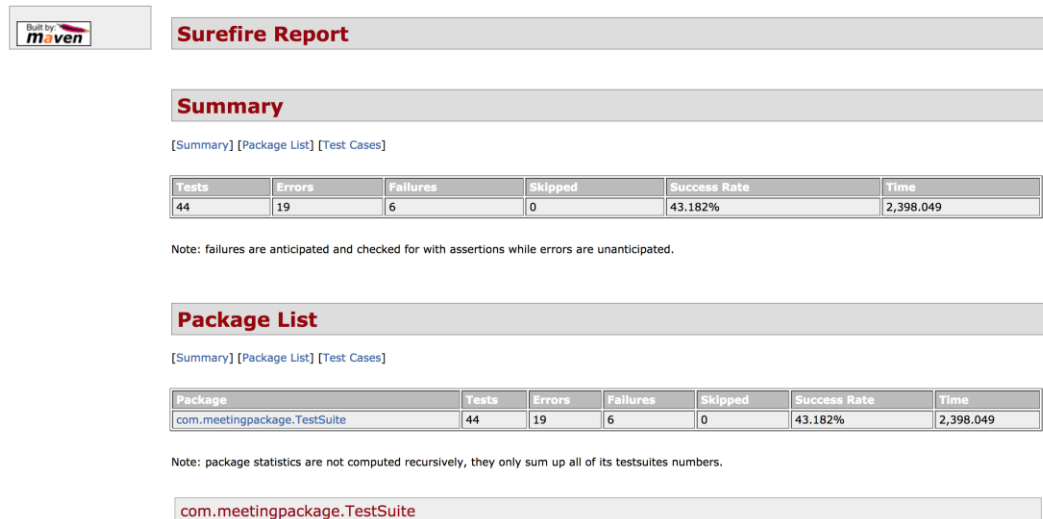 Built by:
maven
Surefire Report
Summary
[Summary] [Package List] [Test Cases]
Tests Errors Failures Skipped Success Rate Time
44 19 6 0 43.182% 2,398.049
Note: failures are anticipated and checked for with assertions while errors are unanticipated.
Package List
[Summary] [Package List] [Test Cases]
Package Tests Errors Failures Skipped Success Rate Time
com.meetingpackage.TestSuite 44 19 6 0 43.182% 2,398.049
Note: package statistics are not computed recursively, they only sum up all of its testsuites numbers.
com.meetingpackage.TestSuite